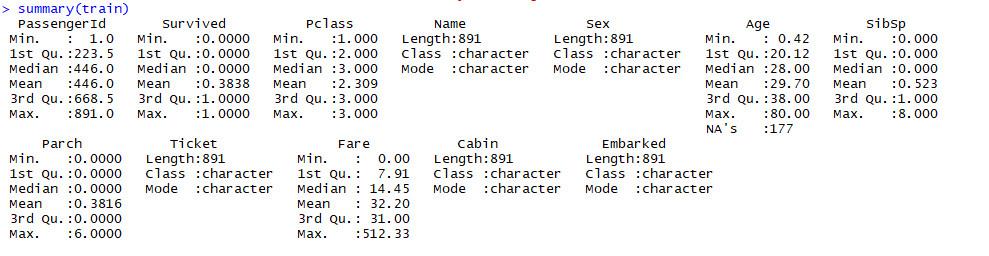 > summary(train)
  PassengerId       Survived          Pclass          Name               Sex                 Age            SibSp
 Min.   :  1.0   Min.   :0.0000   Min.   :1.000   Length:891         Length:891         Min.   : 0.42   Min.   :0.000
 1st Qu.:223.5   1st Qu.:0.0000   1st Qu.:2.000   Class :character   Class :character   1st Qu.:20.12   1st Qu.:0.000
 Median :446.0   Median :0.0000   Median :3.000   Mode  :character   Mode  :character   Median :28.00   Median :0.000
 Mean   :446.0   Mean   :0.3838   Mean   :2.309                                         Mean   :29.70   Mean   :0.523
 3rd Qu.:668.5   3rd Qu.:1.0000   3rd Qu.:3.000                                         3rd Qu.:38.00   3rd Qu.:1.000
 Max.   :891.0   Max.   :1.0000   Max.   :3.000                                         Max.   :80.00   Max.   :8.000
                                                                                        NA's   :177
     Parch           Ticket               Fare           Cabin             Embarked
 Min.   :0.0000   Length:891         Min.   :  0.00   Length:891         Length:891
 1st Qu.:0.0000   Class :character   1st Qu.:  7.91   Class :character   Class :character
 Median :0.0000   Mode  :character   Median : 14.45   Mode  :character   Mode  :character
 Mean   :0.3816                      Mean   : 32.20
 3rd Qu.:0.0000                      3rd Qu.: 31.00
 Max.   :6.0000                      Max.   :512.33